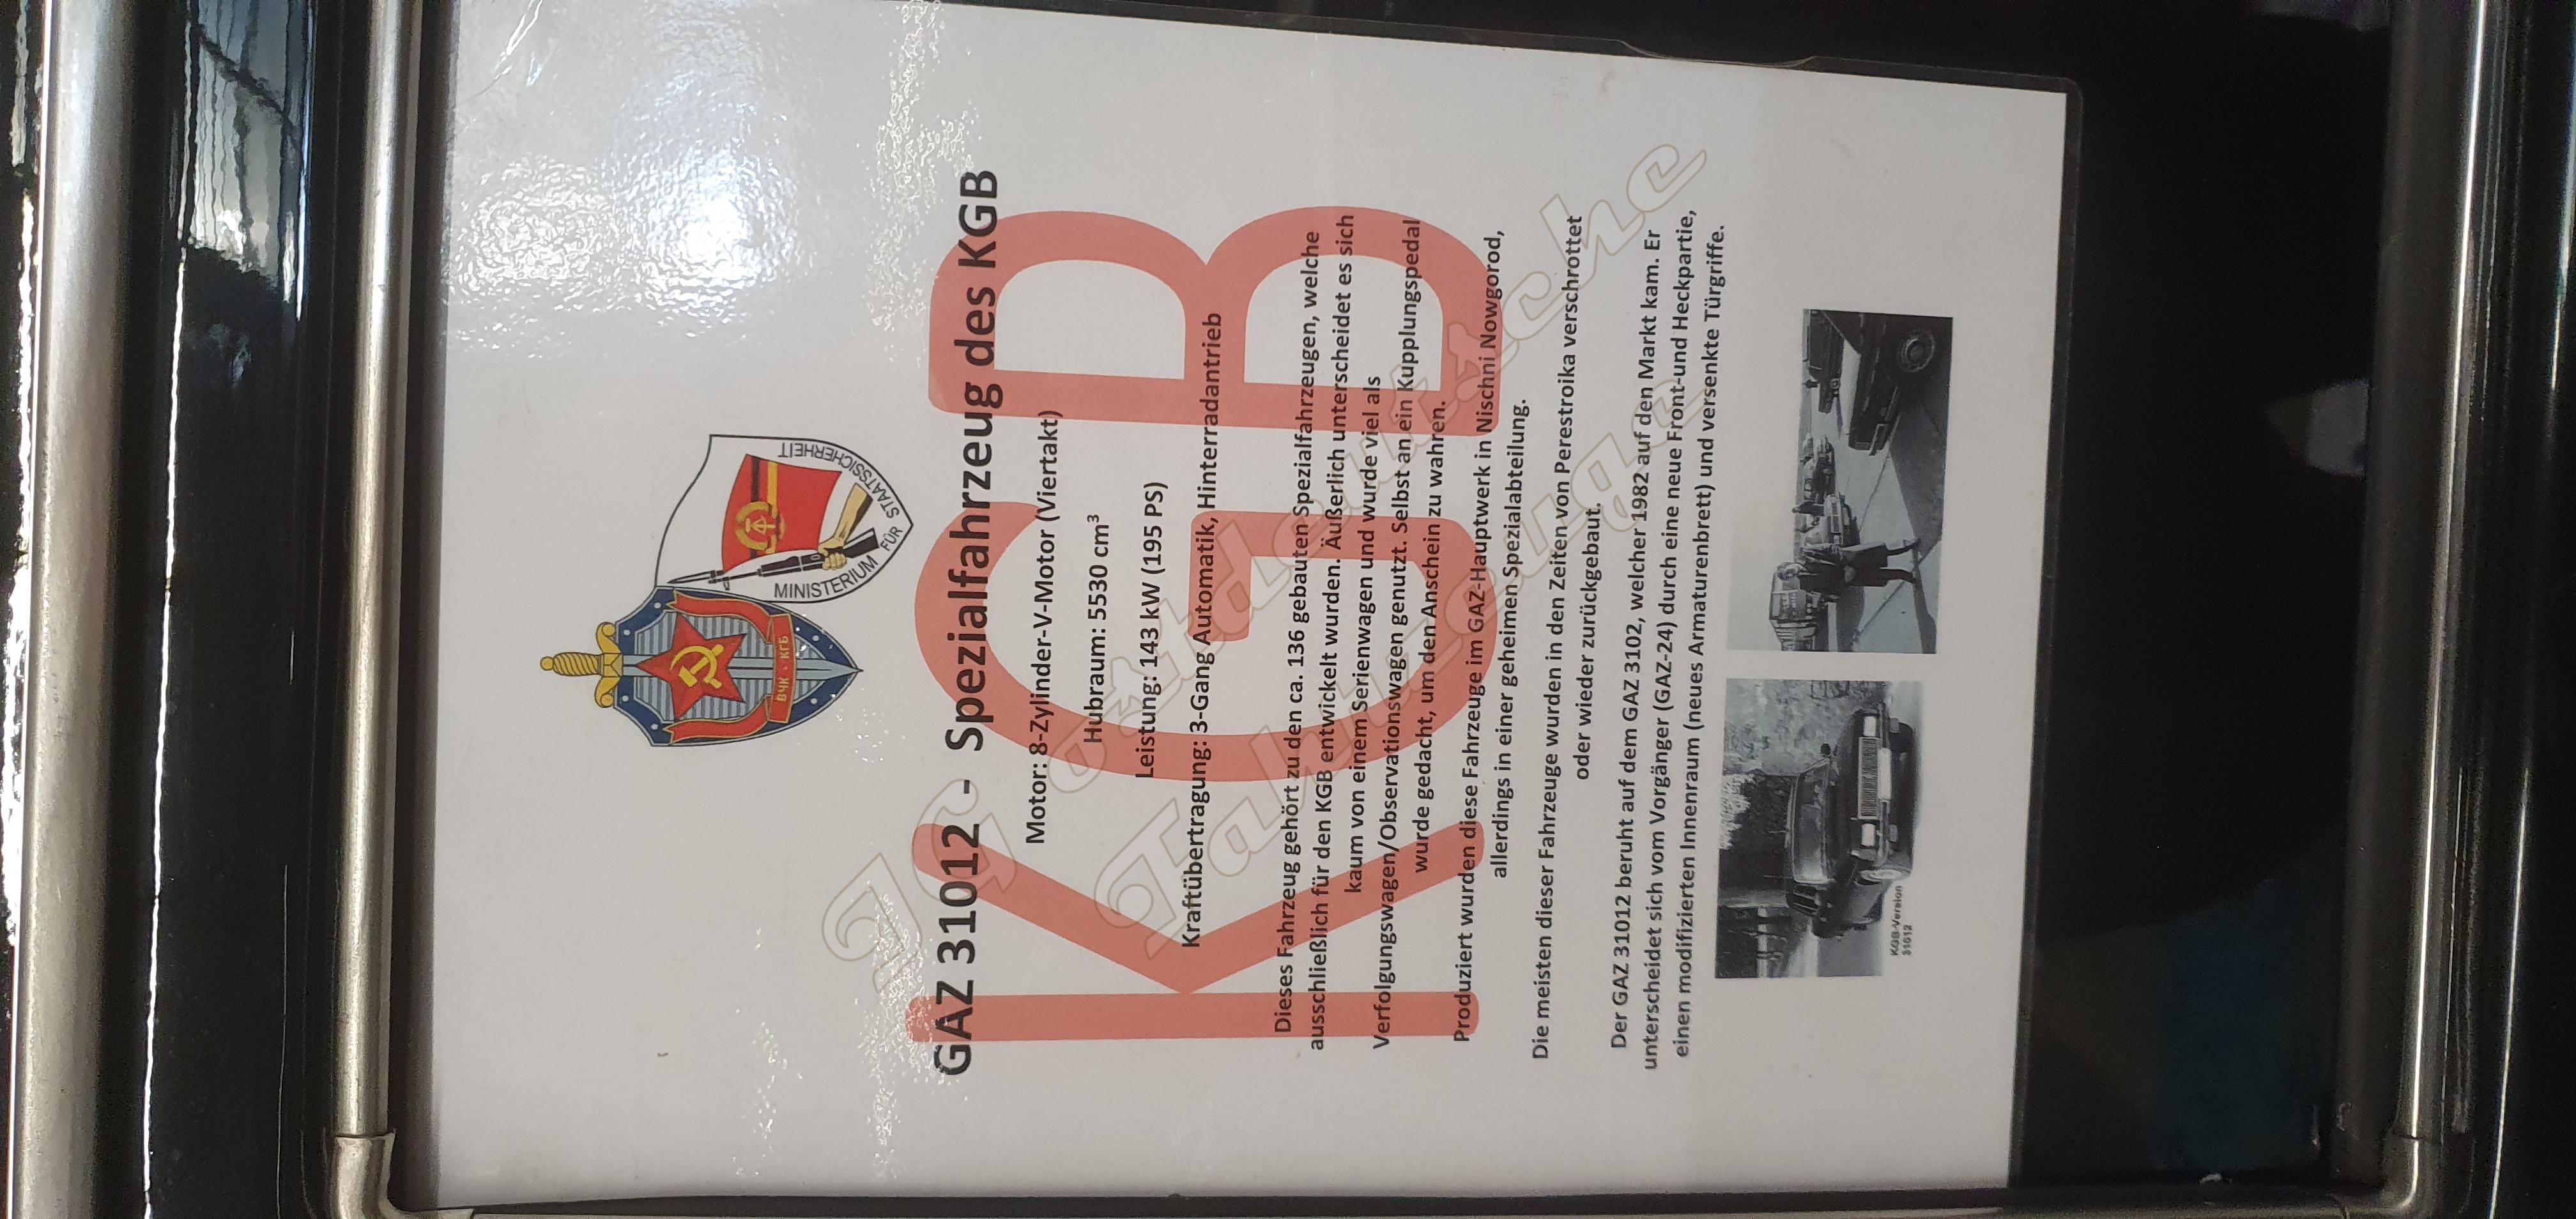 MINISTERIUM FÜR STAATSSICHERHEIT
ВЧК · КГБ
GAZ 31012 - Spezialfahrzeug des KGB
KGB
Motor: 8-Zylinder-V-Motor (Viertakt)
Hubraum: 5530 cm³
Leistung: 143 kW (195 PS)
Kraftübertragung: 3-Gang Automatik, Hinterradantrieb
Dieses Fahrzeug gehört zu den ca. 136 gebauten Spezialfahrzeugen, welche
ausschließlich für den KGB entwickelt wurden. Äußerlich unterscheidet es sich
kaum von einem Serienwagen und wurde viel als
Verfolgungswagen/Observationswagen genutzt. Selbst an ein Kupplungspedal
wurde gedacht, um den Anschein zu wahren.
Produziert wurden diese Fahrzeuge im GAZ-Hauptwerk in Nischni Nowgorod,
allerdings in einer geheimen Spezialabteilung.
Die meisten dieser Fahrzeuge wurden in den Zeiten von Perestroika verschrottet
oder wieder zurückgebaut.
Der GAZ 31012 beruht auf dem GAZ 3102, welcher 1982 auf den Markt kam. Er
unterscheidet sich vom Vorgänger (GAZ-24) durch eine neue Front-und Heckpartie,
einen modifizierten Innenraum (neues Armaturenbrett) und versenkte Türgriffe.
KGB-Version
31012
IG ostdeutsche
Fahrzeuge